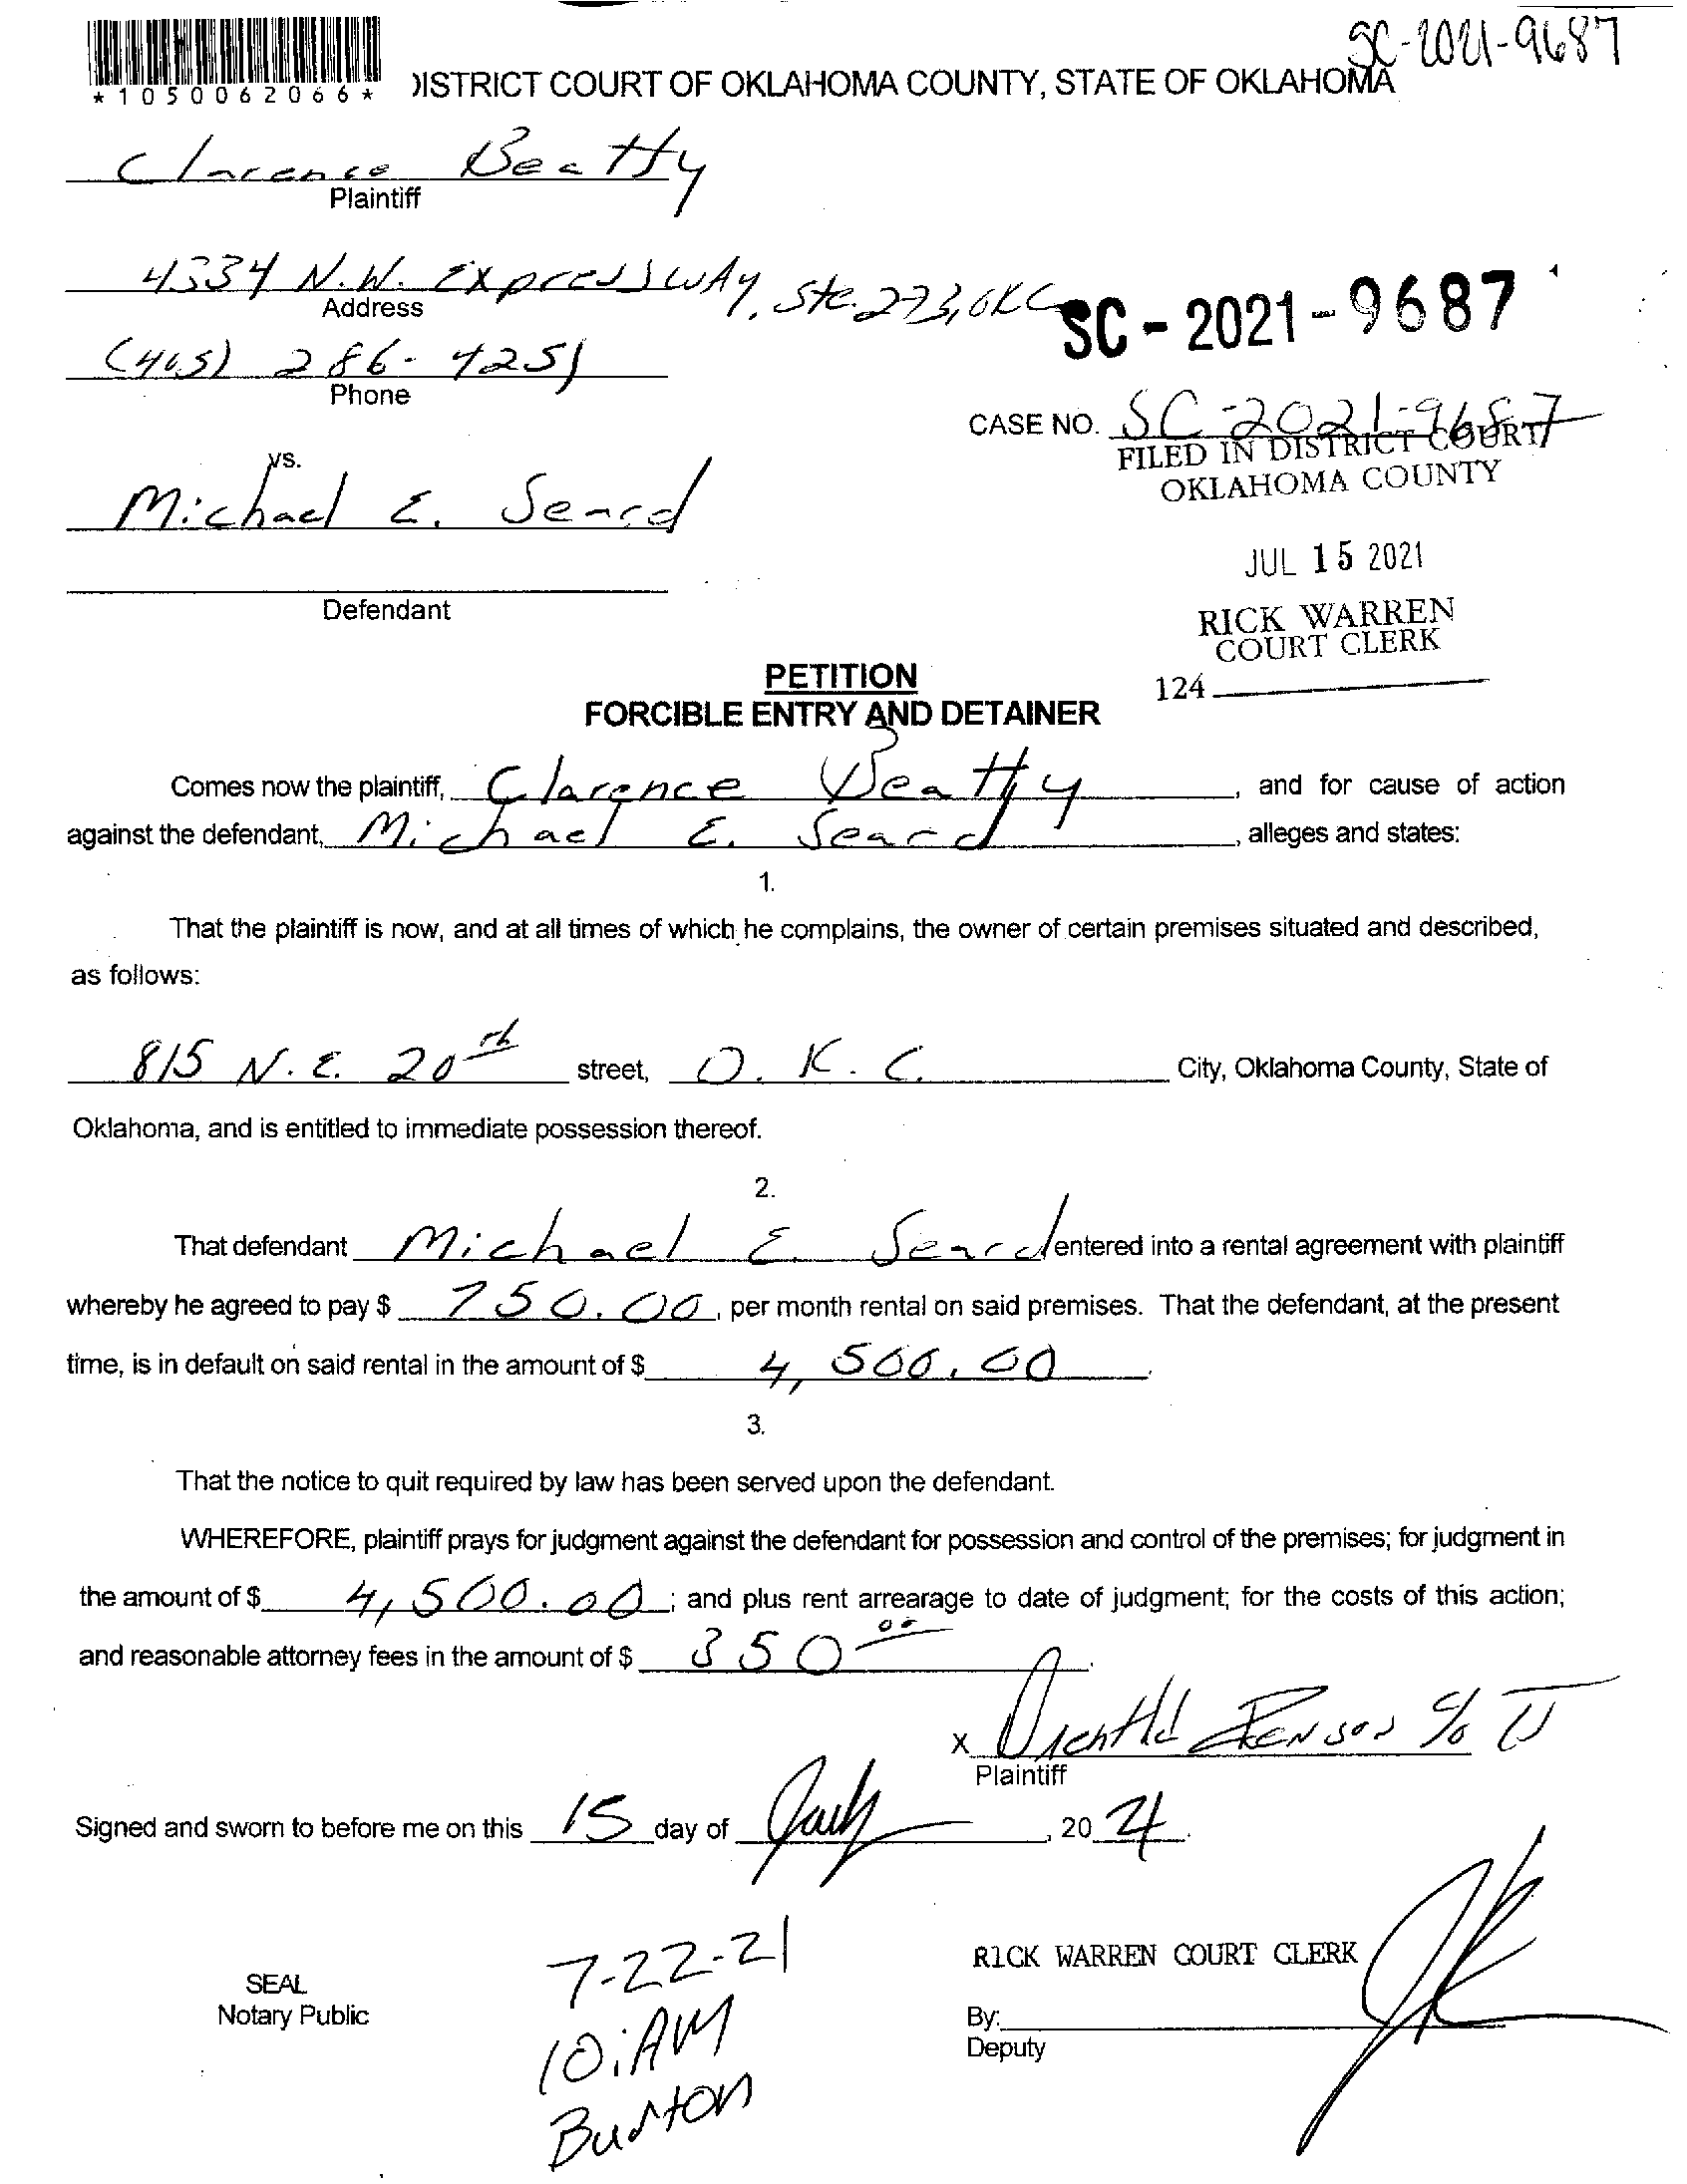 SC-2021-9687
*1050062066*
DISTRICT COURT OF OKLAHOMA COUNTY, STATE OF OKLAHOMA
Clarence Beatty
Plaintiff
4334 N.W. Expressway, Ste. 273, OKC
Address
SC - 2021-9687
(405) 286-4251
Phone
CASE NO. SC-2021-9687
FILED IN DISTRICT COURT
OKLAHOMA COUNTY
vs.
Michael E. Seard
JUL 15 2021
Defendant
RICK WARREN
COURT CLERK
124
PETITION
FORCIBLE ENTRY AND DETAINER
Comes now the plaintiff, Clarence Beatty, and for cause of action
against the defendant, Michael E. Seard, alleges and states:
1.
That the plaintiff is now, and at all times of which he complains, the owner of certain premises situated and described,
as follows:
815 N.E. 20th street, O.K.C. City, Oklahoma County, State of
Oklahoma, and is entitled to immediate possession thereof.
2.
That defendant Michael E. Seard entered into a rental agreement with plaintiff
whereby he agreed to pay $ 750.00, per month rental on said premises. That the defendant, at the present
time, is in default on said rental in the amount of $ 4,500.00.
3.
That the notice to quit required by law has been served upon the defendant.
WHEREFORE, plaintiff prays for judgment against the defendant for possession and control of the premises; for judgment in
the amount of $ 4,500.00; and plus rent arrearage to date of judgment; for the costs of this action;
and reasonable attorney fees in the amount of $ 350 00.
X
Plaintiff
Signed and sworn to before me on this 15 day of July, 20 21.
7-22-21
10:AM
Burton
SEAL
Notary Public
RICK WARREN COURT CLERK
By:
Deputy